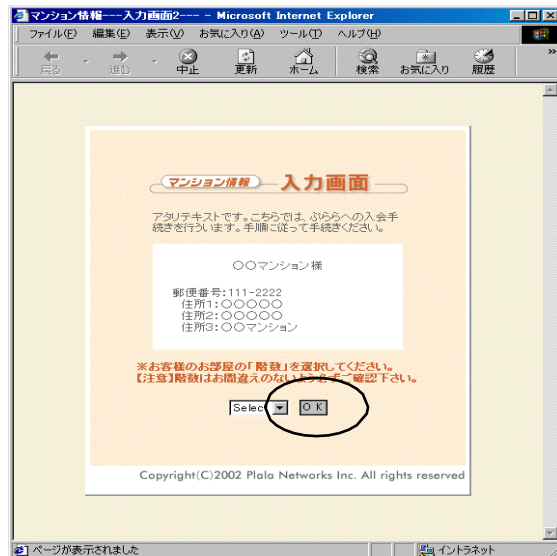 マンション情報---入力画面2--- - Microsoft Internet Explorer
ファイル(F) 編集(E) 表示(V) お気に入り(A) ツール(T) ヘルプ(H)
戻る 進む 中止 更新 ホーム 検索 お気に入り 履歴 »
マンション情報 入力画面
アタリテキストです。こちらでは、ぷららへの入会手
続きを行ういます。手順に従って手続きください。
〇〇マンション様
郵便番号:111-2222
住所1:〇〇〇〇〇
住所2:〇〇〇〇〇
住所3:〇〇マンション
※お客様のお部屋の「階数」を選択してください。
【注意】階数はお間違えのないよう必ずご確認下さい。
Selec OK
Copyright(C)2002 Plala Networks Inc. All rights reserved
ページが表示されました イントラネット